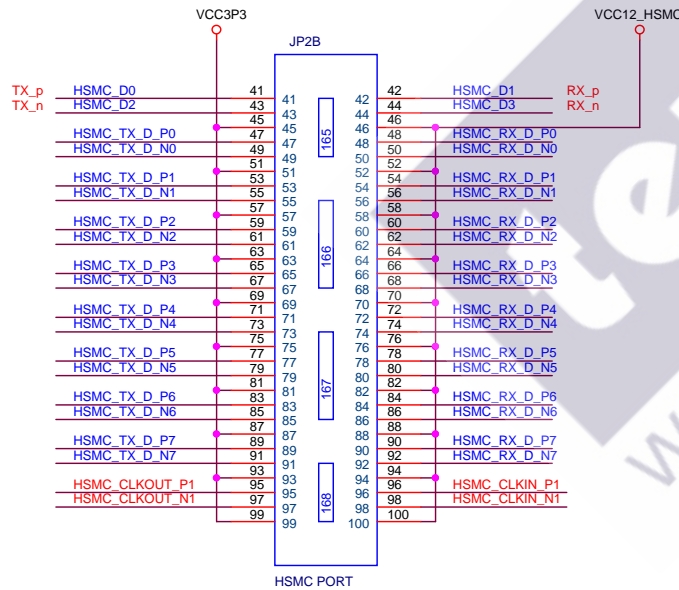 VCC3P3 VCC12_HSMC
JP2B
TX_p HSMC_D0 41 41 42 42 HSMC_D1 RX_p
TX_n HSMC_D2 43 43 44 44 HSMC_D3 RX_n
45 45 165 46 46
HSMC_TX_D_P0 47 47 48 48 HSMC_RX_D_P0
HSMC_TX_D_N0 49 49 50 50 HSMC_RX_D_N0
51 51 52 52
HSMC_TX_D_P1 53 53 54 54 HSMC_RX_D_P1
HSMC_TX_D_N1 55 55 56 56 HSMC_RX_D_N1
57 57 58 58
HSMC_TX_D_P2 59 59 60 60 HSMC_RX_D_P2
HSMC_TX_D_N2 61 61 62 62 HSMC_RX_D_N2
63 63 166 64 64
HSMC_TX_D_P3 65 65 66 66 HSMC_RX_D_P3
HSMC_TX_D_N3 67 67 68 68 HSMC_RX_D_N3
69 69 70 70
HSMC_TX_D_P4 71 71 72 72 HSMC_RX_D_P4
HSMC_TX_D_N4 73 73 74 74 HSMC_RX_D_N4
75 75 76 76
HSMC_TX_D_P5 77 77 78 78 HSMC_RX_D_P5
HSMC_TX_D_N5 79 79 167 80 80 HSMC_RX_D_N5
81 81 82 82
HSMC_TX_D_P6 83 83 84 84 HSMC_RX_D_P6
HSMC_TX_D_N6 85 85 86 86 HSMC_RX_D_N6
87 87 88 88
HSMC_TX_D_P7 89 89 90 90 HSMC_RX_D_P7
HSMC_TX_D_N7 91 91 92 92 HSMC_RX_D_N7
93 93 94 94
HSMC_CLKOUT_P1 95 95 168 96 96 HSMC_CLKIN_P1
HSMC_CLKOUT_N1 97 97 98 98 HSMC_CLKIN_N1
99 99 100 100
HSMC PORT